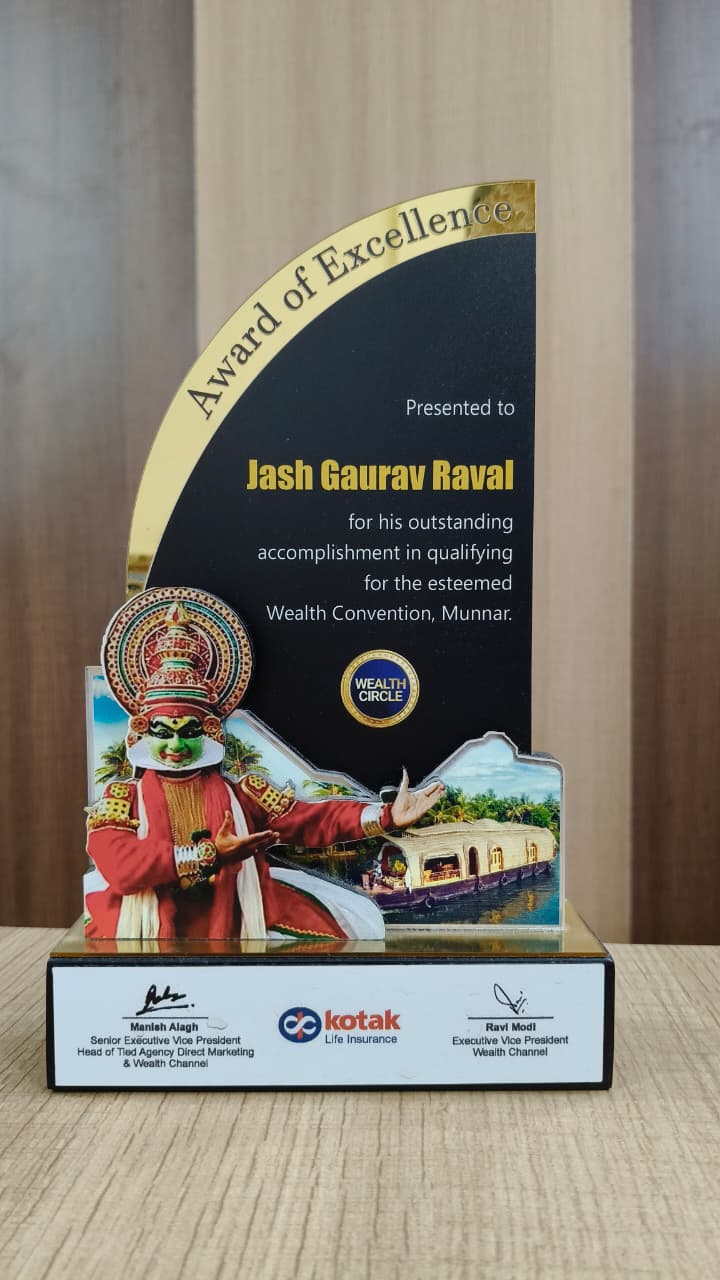 Award of Excellence
Presented to
Jash Gaurav Raval
for his outstanding
accomplishment in qualifying
for the esteemed
Wealth Convention, Munnar.
WEALTH
CIRCLE
Manish Alagh
Senior Executive Vice President
Head of Tied Agency Direct Marketing
& Wealth Channel
kotak
Life Insurance
Ravi Modi
Executive Vice President
Wealth Channel